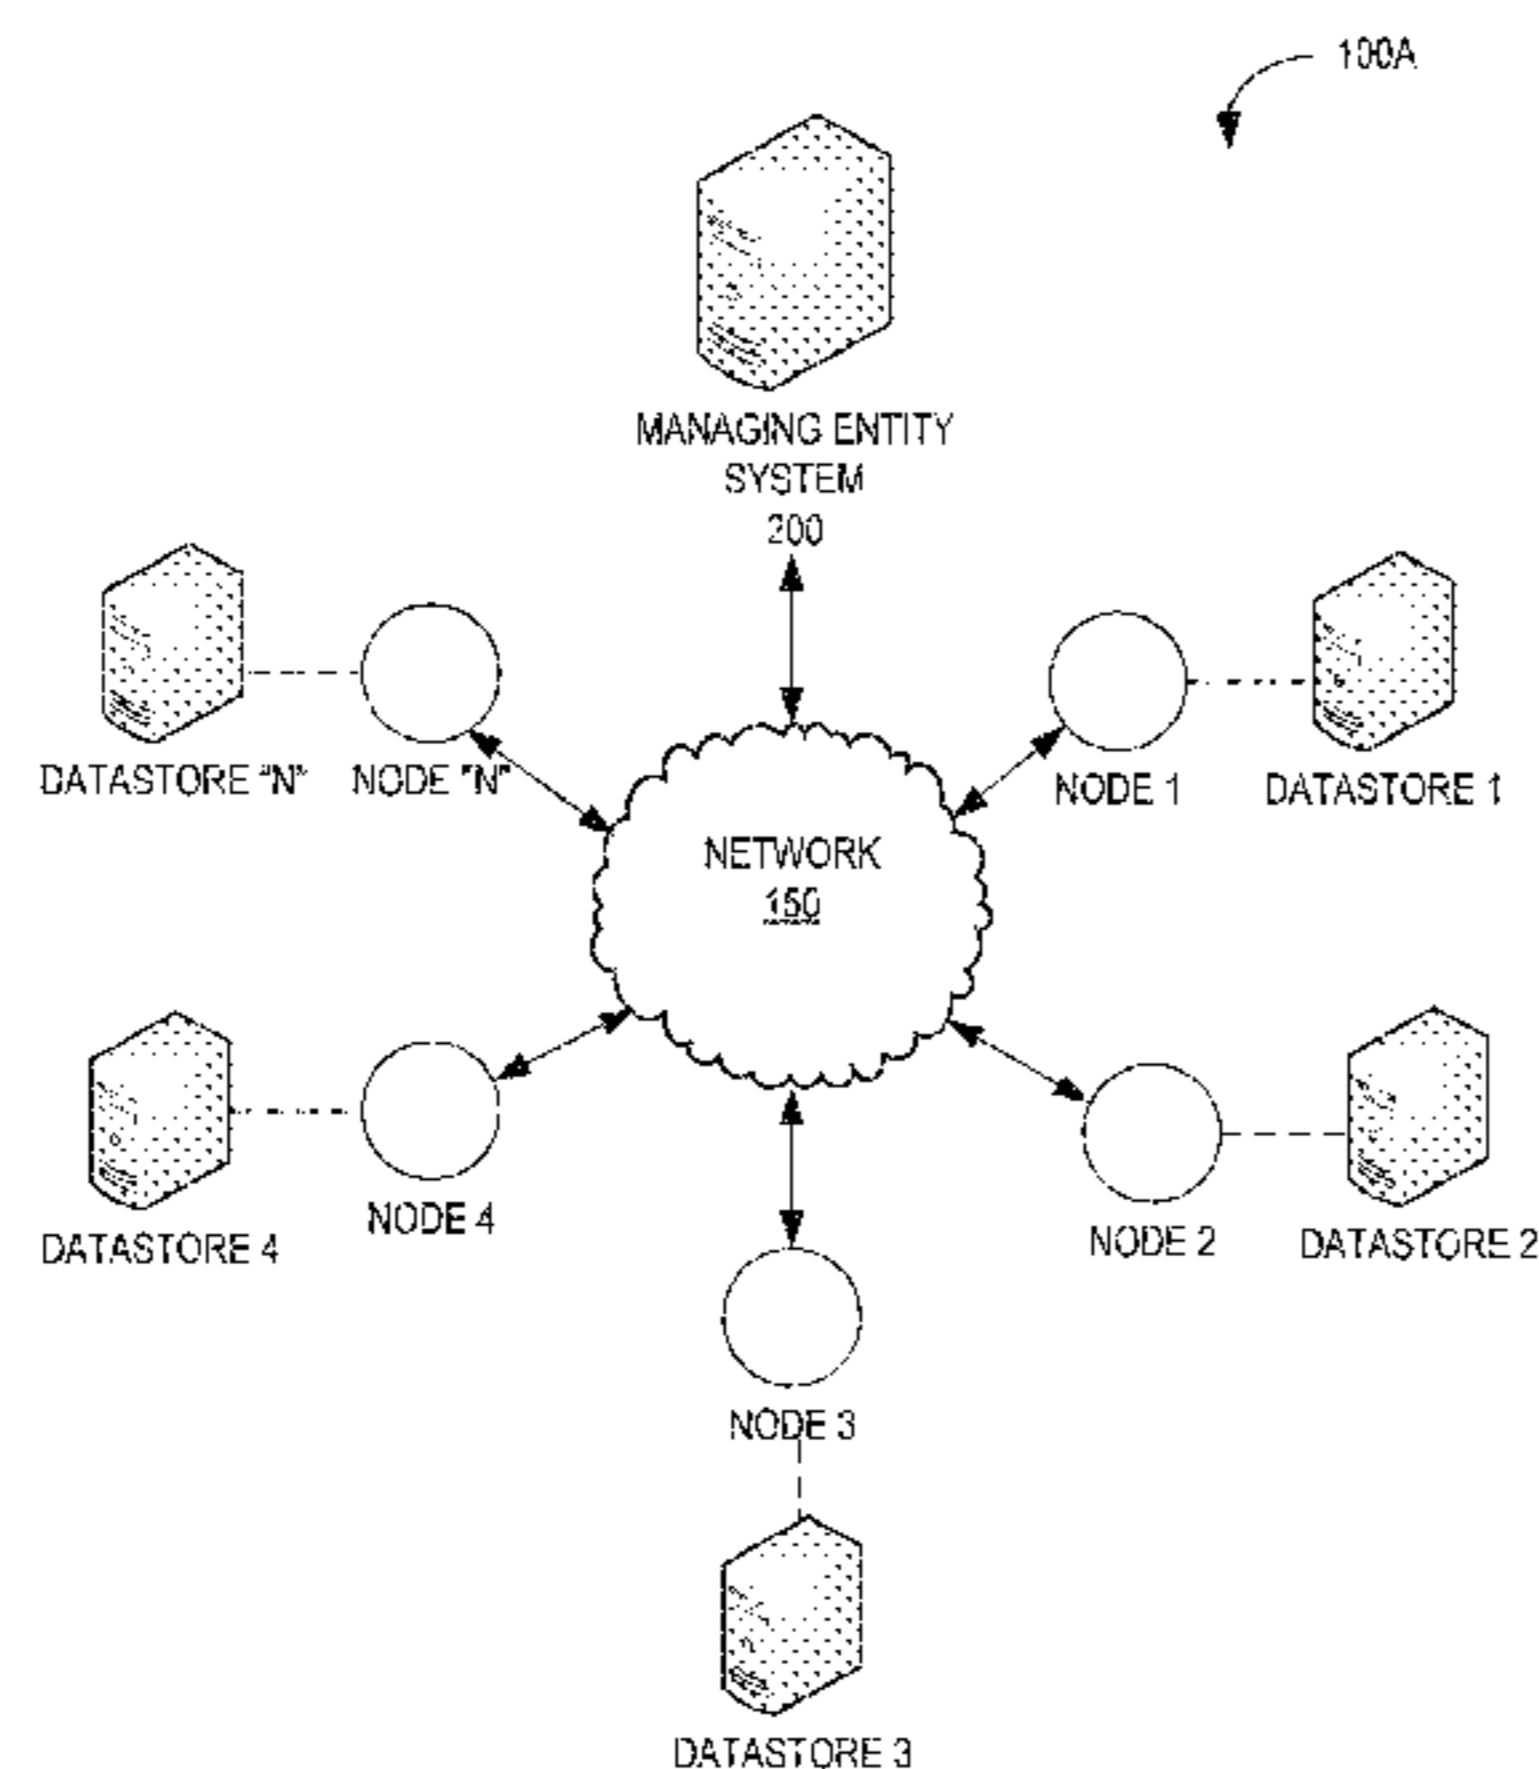 100A
MANAGING ENTITY
SYSTEM
200
DATASTORE "N"
NODE "N"
NODE 1
DATASTORE 1
NETWORK
150
DATASTORE 4
NODE 4
NODE 2
DATASTORE 2
NODE 3
DATASTORE 3